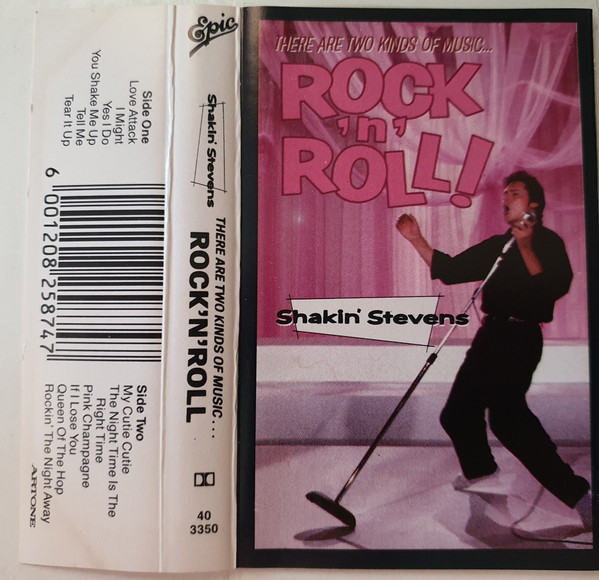 Side One
Love Attack
I Might
Yes I Do
You Shake Me Up
Tell Me
Tear It Up
6 001208 258747
Side Two
My Cutie Cutie
The Night Time Is The
Right Time
Pink Champagne
If I Lose You
Queen Of The Hop
Rockin' The Night Away
ARTONE
Epic
Shakin' Stevens
THERE ARE TWO KINDS OF MUSIC...
ROCK'N'ROLL
40
3350
THERE ARE TWO KINDS OF MUSIC...
ROCK
'n'
ROLL!
Shakin' Stevens